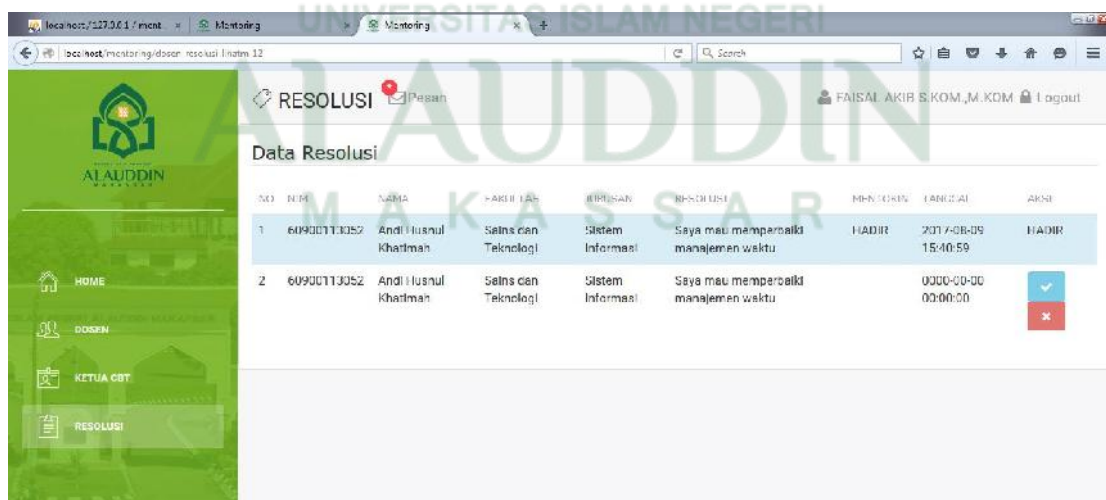 UNIVERSITAS ISLAM NEGERI
localhost / 127.0.0.1 / ment... Mentoring Mentoring
localhost/mentoring/dosen-resolusi-lihatm-12 Search
RESOLUSI Pesan FAISAL AKIB S.KOM.,M.KOM Logout
ALAUDDIN
Data Resolusi
ALAUDDIN
MAKASSAR
MAKASSAR
NO NIM NAMA FAKULTAS JURUSAN RESOLUSI MENTORING TANGGAL AKSI
1 60900113052 Andi Husnul Khatimah Sains dan Teknologi Sistem Informasi Saya mau memperbaiki manajemen waktu HADIR 2017-08-09 15:40:59 HADIR
2 60900113052 Andi Husnul Khatimah Sains dan Teknologi Sistem Informasi Saya mau memperbaiki manajemen waktu 0000-00-00 00:00:00
HOME
DOSEN
KETUA CBT
RESOLUSI